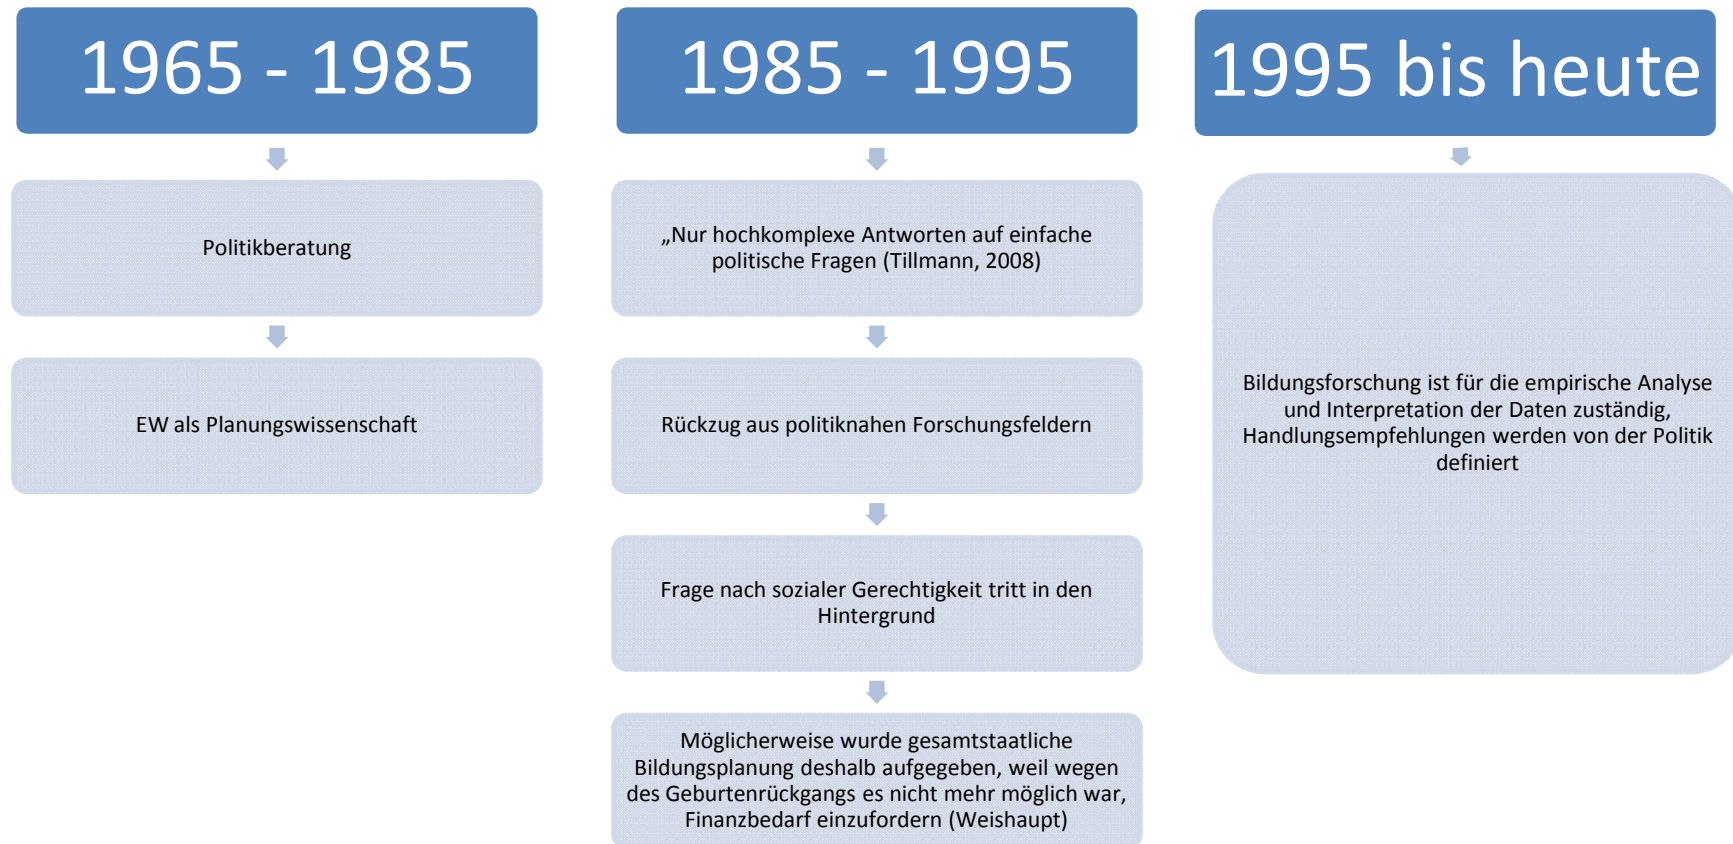 1965 - 1985
Politikberatung
EW als Planungswissenschaft
1985 - 1995
„Nur hochkomplexe Antworten auf einfache
politische Fragen (Tillmann, 2008)
Rückzug aus politiknahen Forschungsfeldern
Frage nach sozialer Gerechtigkeit tritt in den
Hintergrund
Möglicherweise wurde gesamtstaatliche
Bildungsplanung deshalb aufgegeben, weil wegen
des Geburtenrückgangs es nicht mehr möglich war,
Finanzbedarf einzufordern (Weishaupt)
1995 bis heute
Bildungsforschung ist für die empirische Analyse
und Interpretation der Daten zuständig,
Handlungsempfehlungen werden von der Politik
definiert